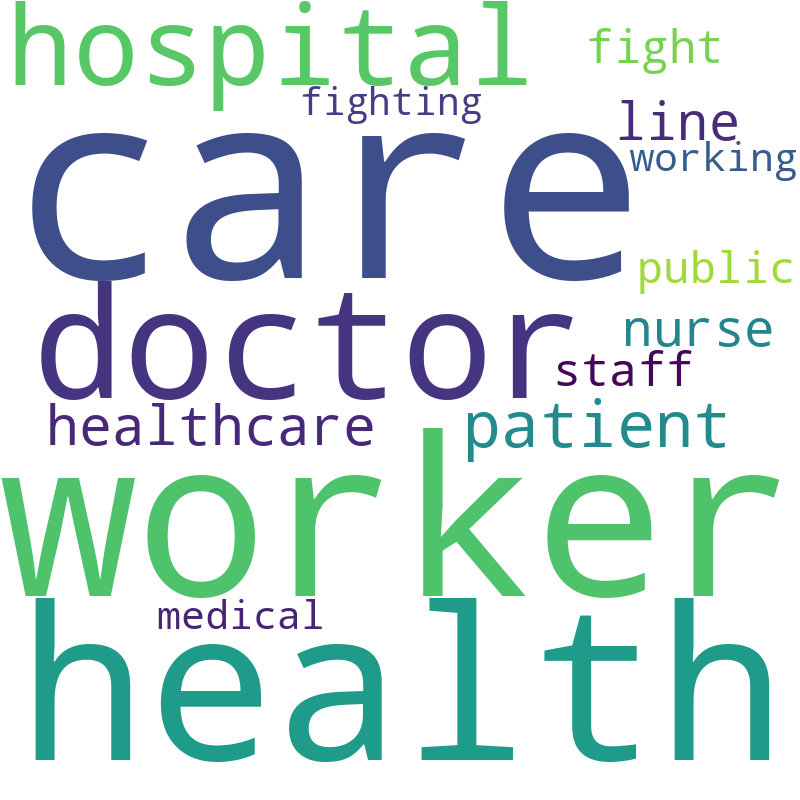 hospital
fight
fighting
line
care
working
public
doctor
nurse
staff
healthcare
patient
worker
medical
health